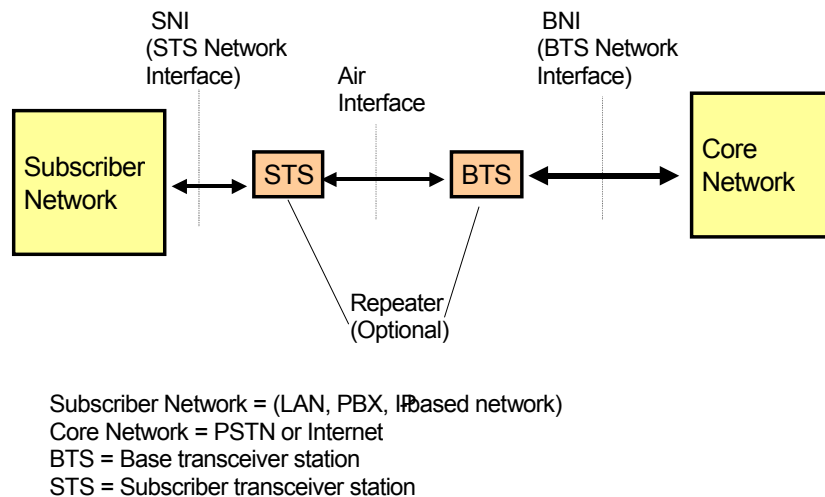 SNI
(STS Network
Interface)
Air
Interface
BNI
(BTS Network
Interface)
Subscriber
Network
STS
BTS
Core
Network
Repeater
(Optional)
Subscriber Network = (LAN, PBX, IP-based network)
Core Network = PSTN or Internet
BTS = Base transceiver station
STS = Subscriber transceiver station